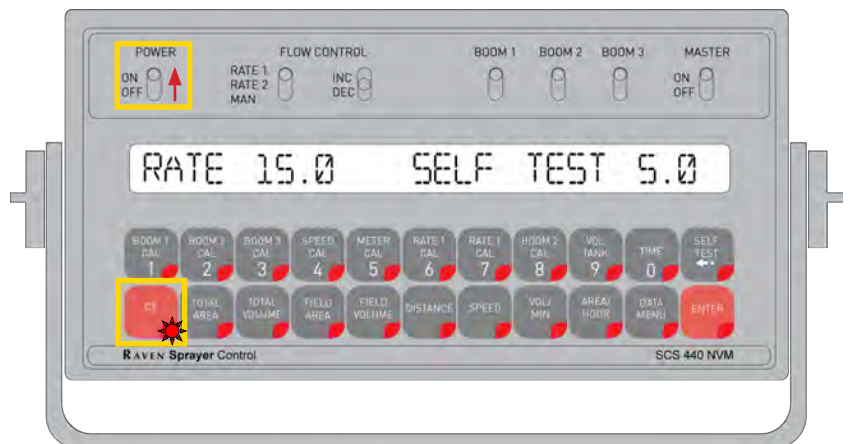 POWER FLOW CONTROL BOOM 1 BOOM 2 BOOM 3 MASTER
ON
OFF
RATE 1
RATE 2
MAN
INC
DEC
ON
OFF
RATE 15.0 SELF TEST 5.0
BOOM 1
CAL
1
BOOM 2
CAL
2
BOOM 3
CAL
3
SPEED
CAL
4
METER
CAL
5
RATE 1
CAL
6
RATE 1
CAL
7
BOOM 2
CAL
8
VOL
TANK
9
TIME
0
SELF
TEST
CE
TOTAL
AREA
TOTAL
VOLUME
FIELD
AREA
FIELD
VOLUME
DISTANCE
SPEED
VOL/
MIN
AREA/
HOUR
DATA
MENU
ENTER
RAVEN Sprayer Control SCS 440 NVM